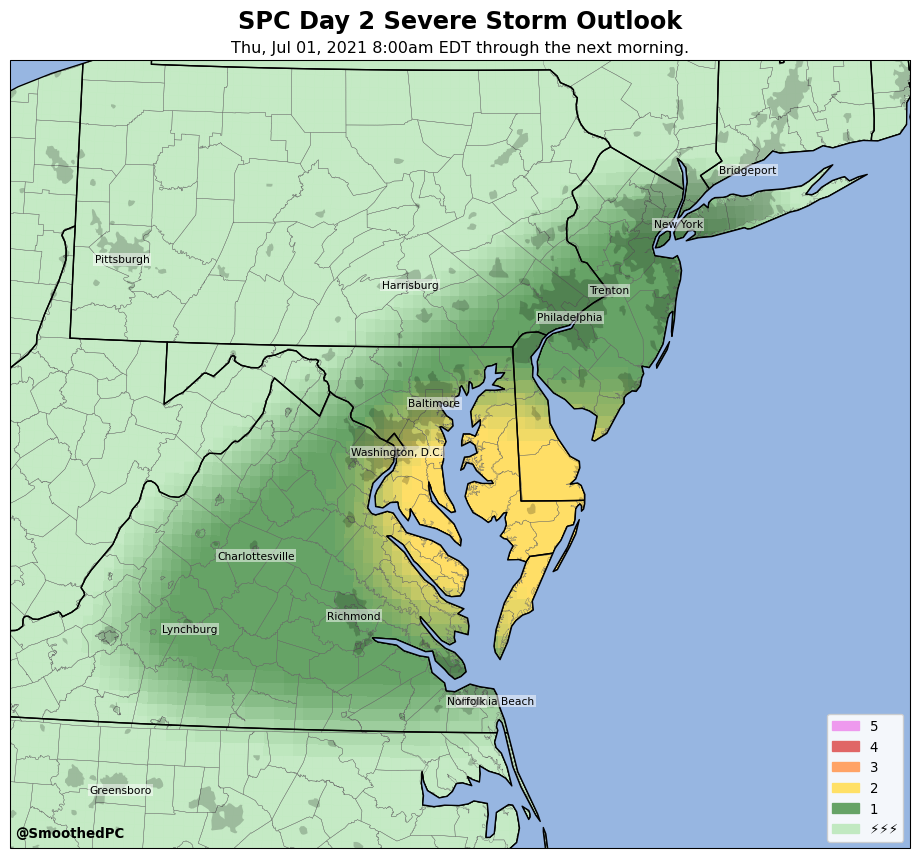 SPC Day 2 Severe Storm Outlook
Thu, Jul 01, 2021 8:00am EDT through the next morning.
Bridgeport
New York
Pittsburgh
Harrisburg
Trenton
Philadelphia
Baltimore
Washington, D.C.
Charlottesville
Richmond
Lynchburg
Norfolk
Beach
Greensboro
5
4
3
2
1
⚡⚡⚡
@SmoothedPC